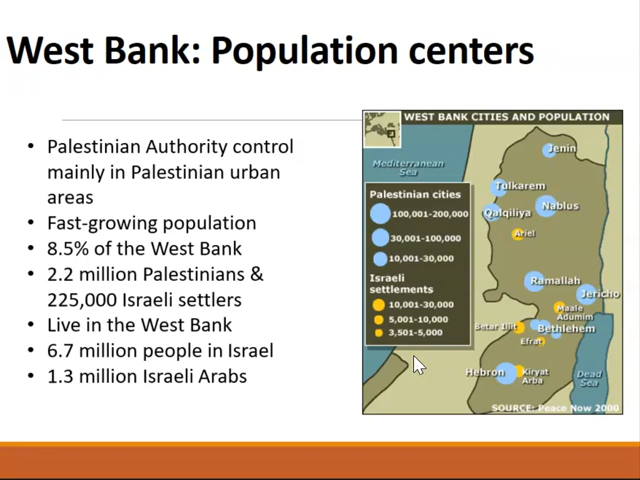 West Bank: Population centers
• Palestinian Authority control
mainly in Palestinian urban
areas
• Fast-growing population
• 8.5% of the West Bank
• 2.2 million Palestinians &
225,000 Israeli settlers
• Live in the West Bank
• 6.7 million people in Israel
• 1.3 million Israeli Arabs
WEST BANK CITIES AND POPULATION
Mediterranean
Sea
Palestinian cities
100,001-200,000
30,001-100,000
10,001-30,000
Israeli
settlements
10,001-30,000
5,001-10,000
3,501-5,000
Jenin
Tulkarem
Qalqiliya
Nablus
Ariel
Ramallah
Jericho
Maale
Adumim
Betar Illit
Bethlehem
Efrat
Hebron
Kiryat
Arba
Dead
Sea
SOURCE: Peace Now 2000